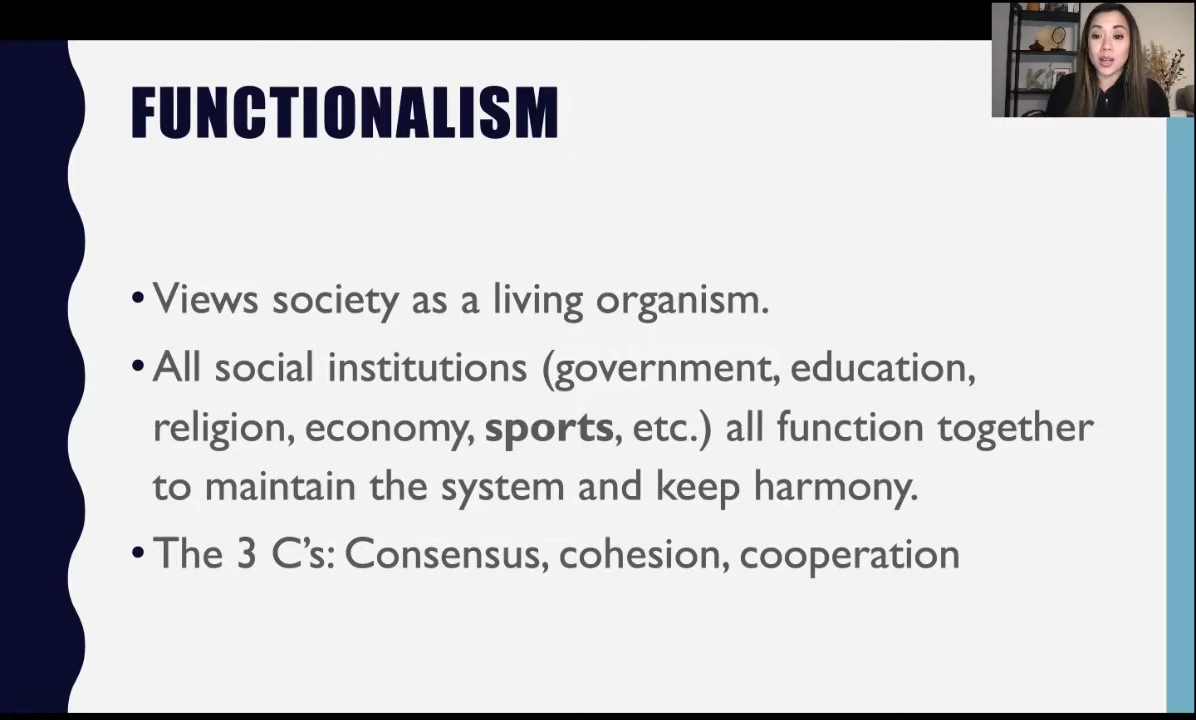 FUNCTIONALISM
• Views society as a living organism.
• All social institutions (government, education,
religion, economy, sports, etc.) all function together
to maintain the system and keep harmony.
• The 3 C’s: Consensus, cohesion, cooperation